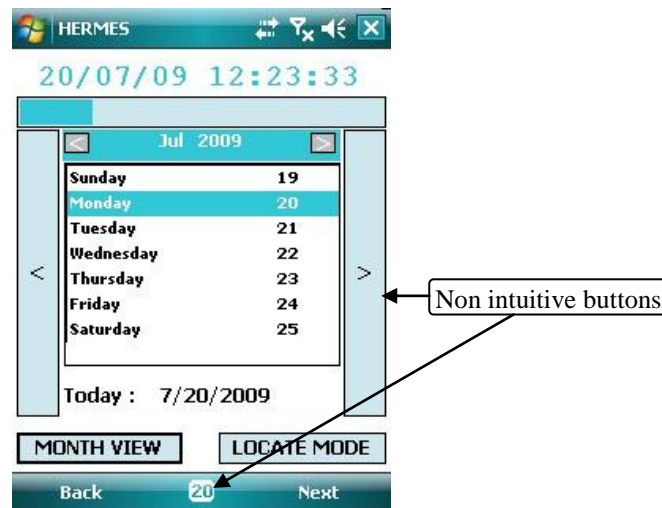 HERMES
20/07/09 12:23:33
< Jul 2009 >
Sunday 19
Monday 20
Tuesday 21
Wednesday 22
< Thursday 23 >
Friday 24
Saturday 25
Non intuitive buttons
Today : 7/20/2009
MONTH VIEW LOCATE MODE
Back 20 Next